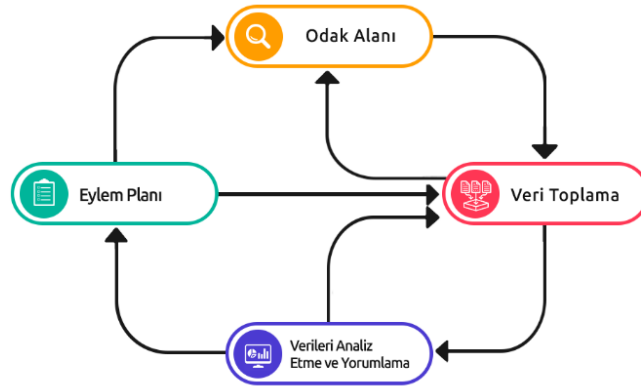 Odak Alanı
Eylem Planı
Veri Toplama
Verileri Analiz
Etme ve Yorumlama